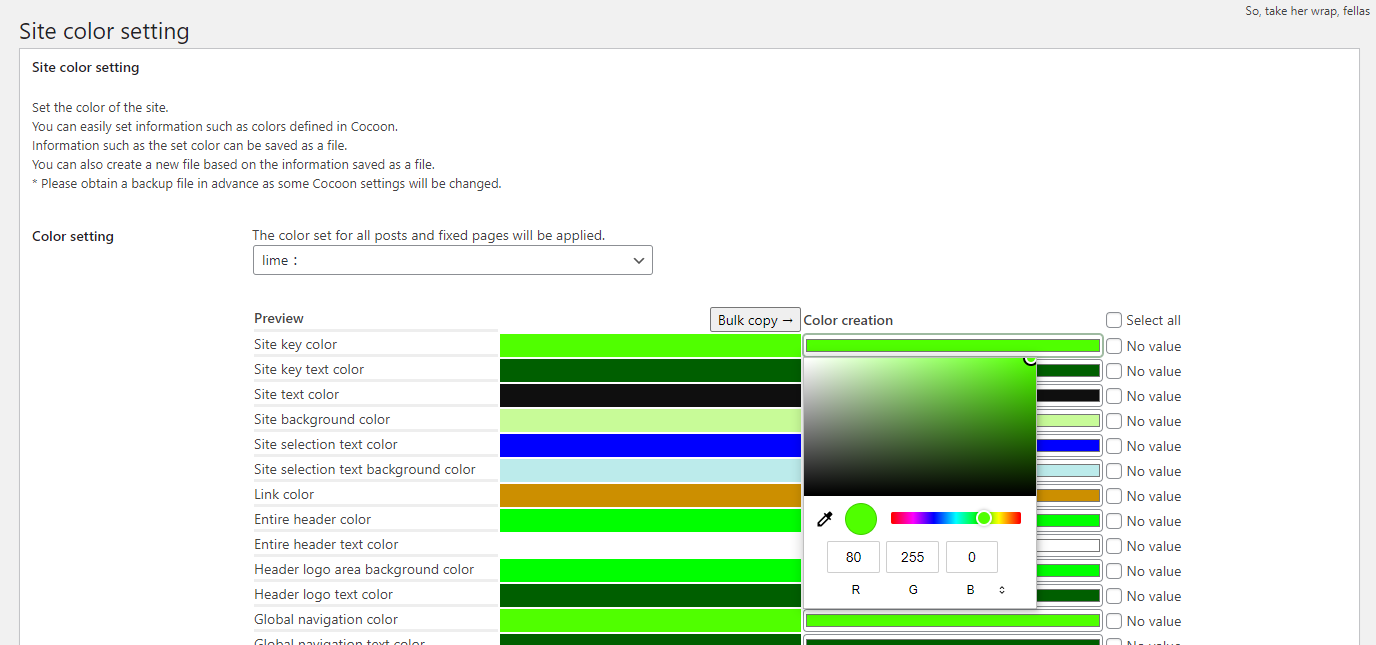 So, take her wrap, fellas
Site color setting
Site color setting
Set the color of the site.
You can easily set information such as colors defined in Cocoon.
Information such as the set color can be saved as a file.
You can also create a new file based on the information saved as a file.
* Please obtain a backup file in advance as some Cocoon settings will be changed.
Color setting
The color set for all posts and fixed pages will be applied.
lime：
Preview Bulk copy → Color creation Select all
Site key color No value
Site key text color No value
Site text color No value
Site background color No value
Site selection text color No value
Site selection text background color No value
Link color No value
Entire header color No value
Entire header text color No value
Header logo area background color No value
Header logo text color No value
Global navigation color No value
Global navigation text color No value
80 255 0
R G B